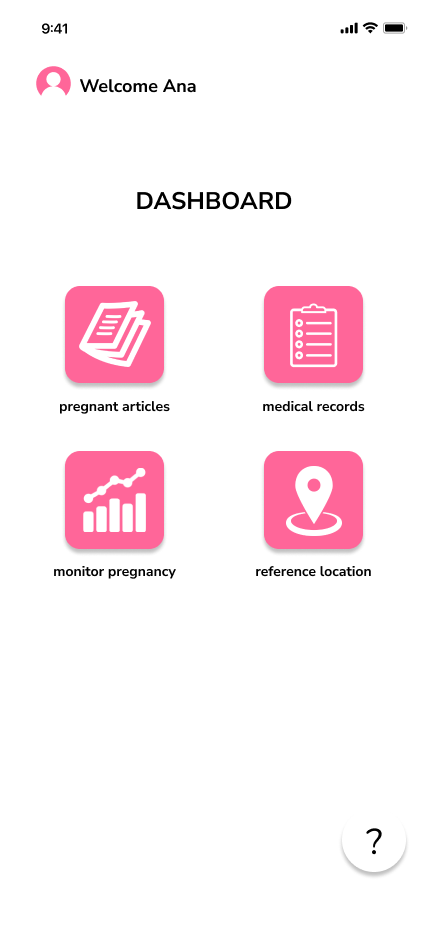 9:41
Welcome Ana
DASHBOARD
pregnant articles
medical records
monitor pregnancy
reference location
?